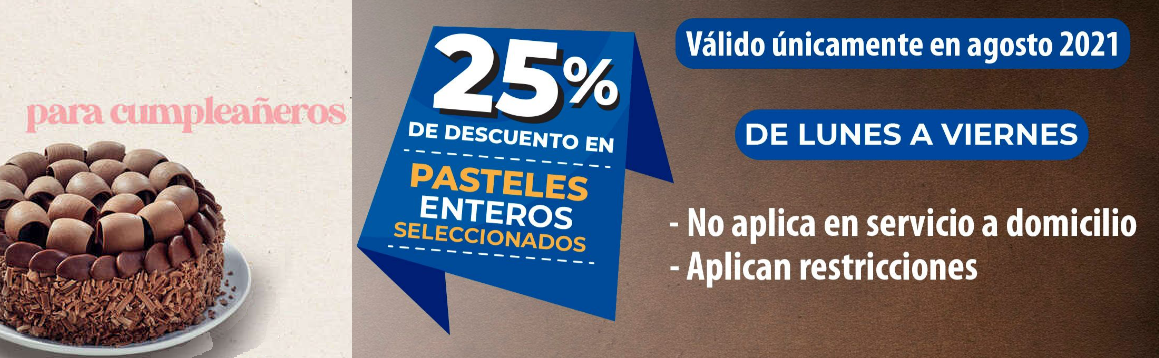 para cumpleañeros
25%
DE DESCUENTO EN
PASTELES
ENTEROS
SELECCIONADOS
Válido únicamente en agosto 2021
DE LUNES A VIERNES
- No aplica en servicio a domicilio
- Aplican restricciones